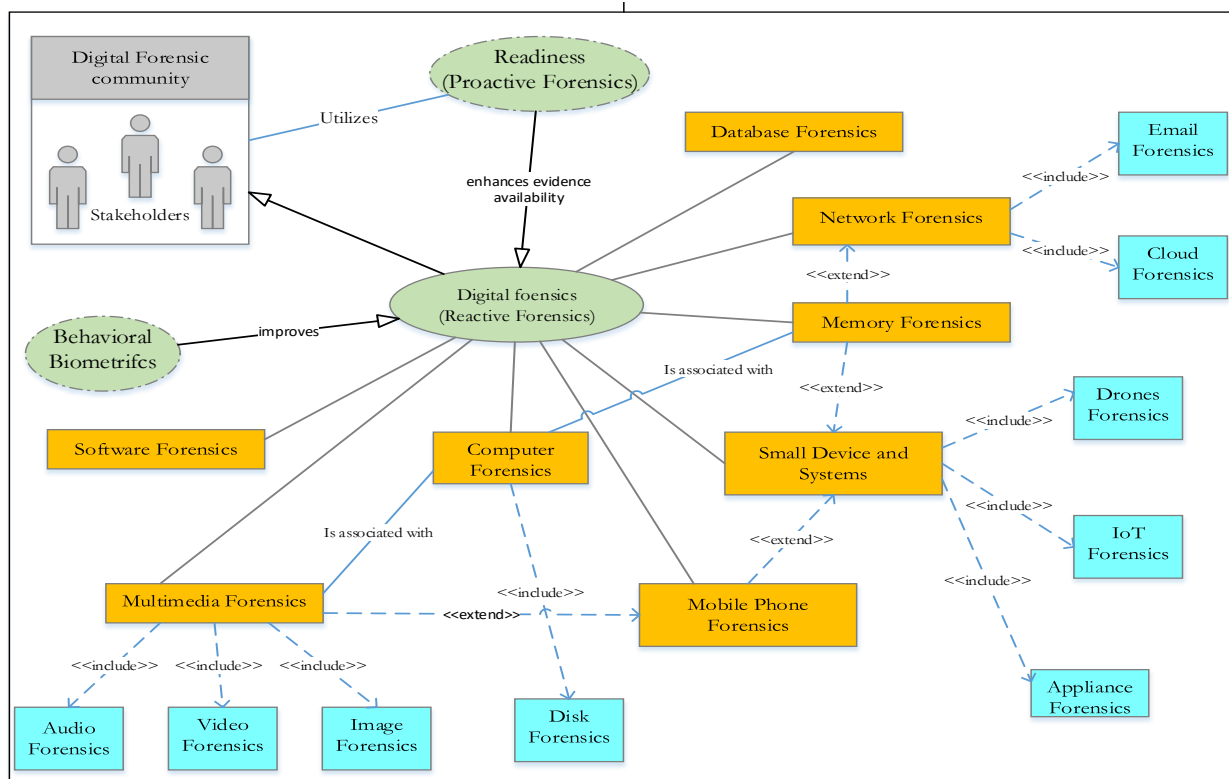 Digital Forensic
community
Stakeholders
Utilizes
Readiness
(Proactive Forensics)
enhances evidence
availability
Database Forensics
Email
Forensics
<<include>>
Network Forensics
<<include>>
Cloud
Forensics
<<extend>>
Digital foensics
(Reactive Forensics)
Memory Forensics
Behavioral
Biometrifcs
improves
Is associated with
<<extend>>
Drones
Forensics
<<include>>
Software Forensics
Computer
Forensics
Small Device and
Systems
<<include>>
IoT
Forensics
Is associated with
<<extend>>
<<include>>
Multimedia Forensics
<<include>>
<<extend>>
Mobile Phone
Forensics
<<include>>
<<include>>
<<include>>
Appliance
Forensics
Audio
Forensics
Video
Forensics
Image
Forensics
Disk
Forensics